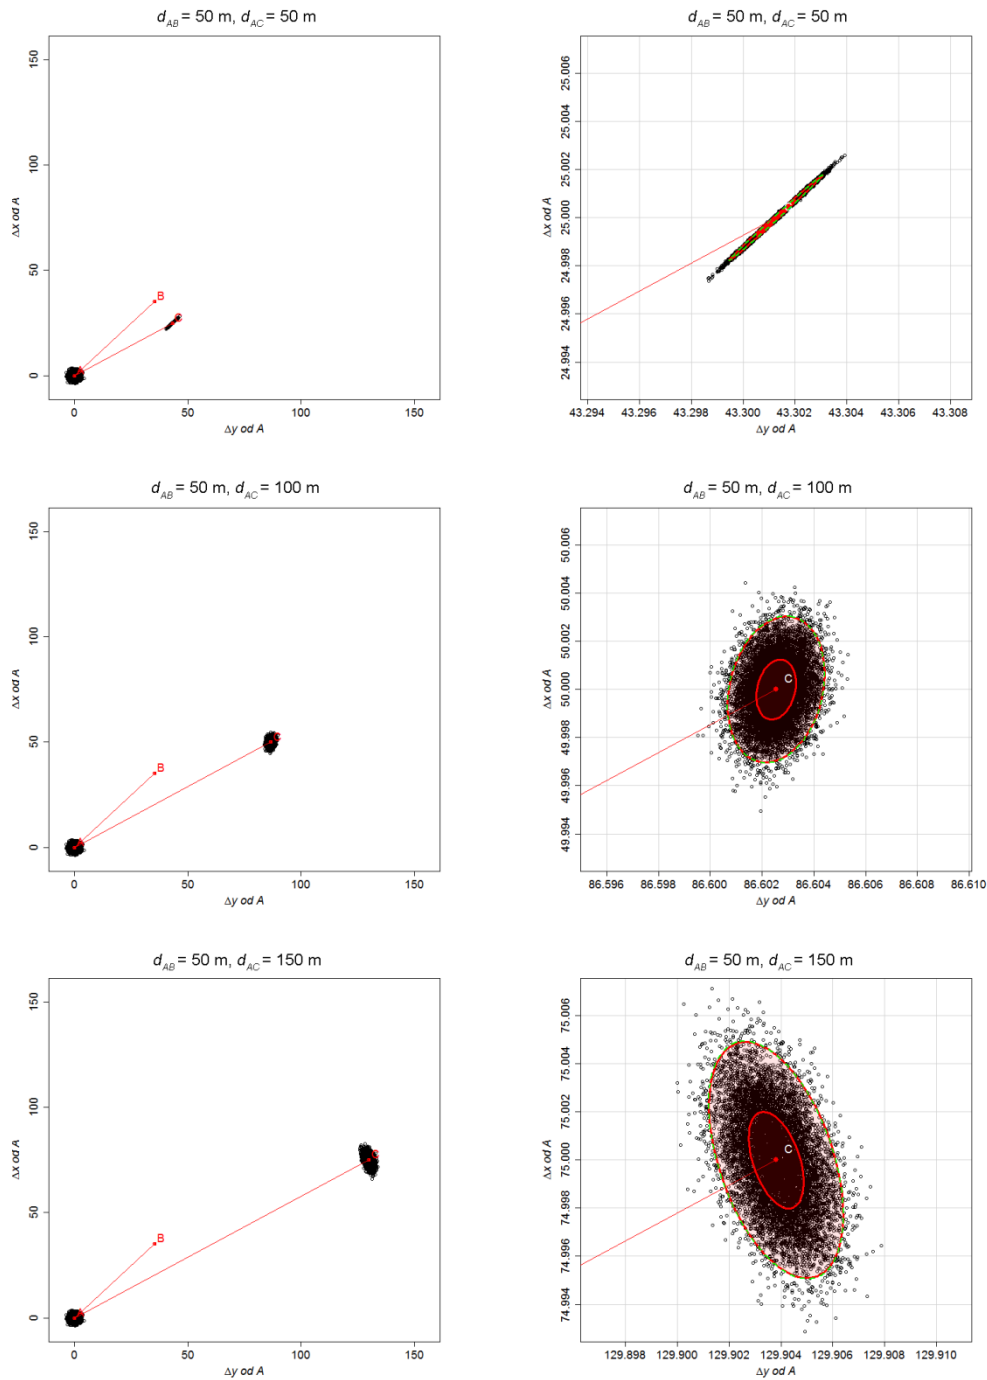 d_AB = 50 m, d_AC = 50 m
Δx od A
150
100
50
0
B
C
0 50 100 150
Δy od A
d_AB = 50 m, d_AC = 50 m
Δx od A
25.006
25.004
25.002
25.000
24.998
24.996
24.994
43.294 43.296 43.298 43.300 43.302 43.304 43.306 43.308
Δy od A
d_AB = 50 m, d_AC = 100 m
Δx od A
150
100
50
0
B
C
0 50 100 150
Δy od A
d_AB = 50 m, d_AC = 100 m
Δx od A
50.006
50.004
50.002
50.000
49.998
49.996
49.994
C
86.596 86.598 86.600 86.602 86.604 86.606 86.608 86.610
Δy od A
d_AB = 50 m, d_AC = 150 m
Δx od A
150
100
50
0
B
C
0 50 100 150
Δy od A
d_AB = 50 m, d_AC = 150 m
Δx od A
75.006
75.004
75.002
75.000
74.998
74.996
74.994
C
129.898 129.900 129.902 129.904 129.906 129.908 129.910
Δy od A